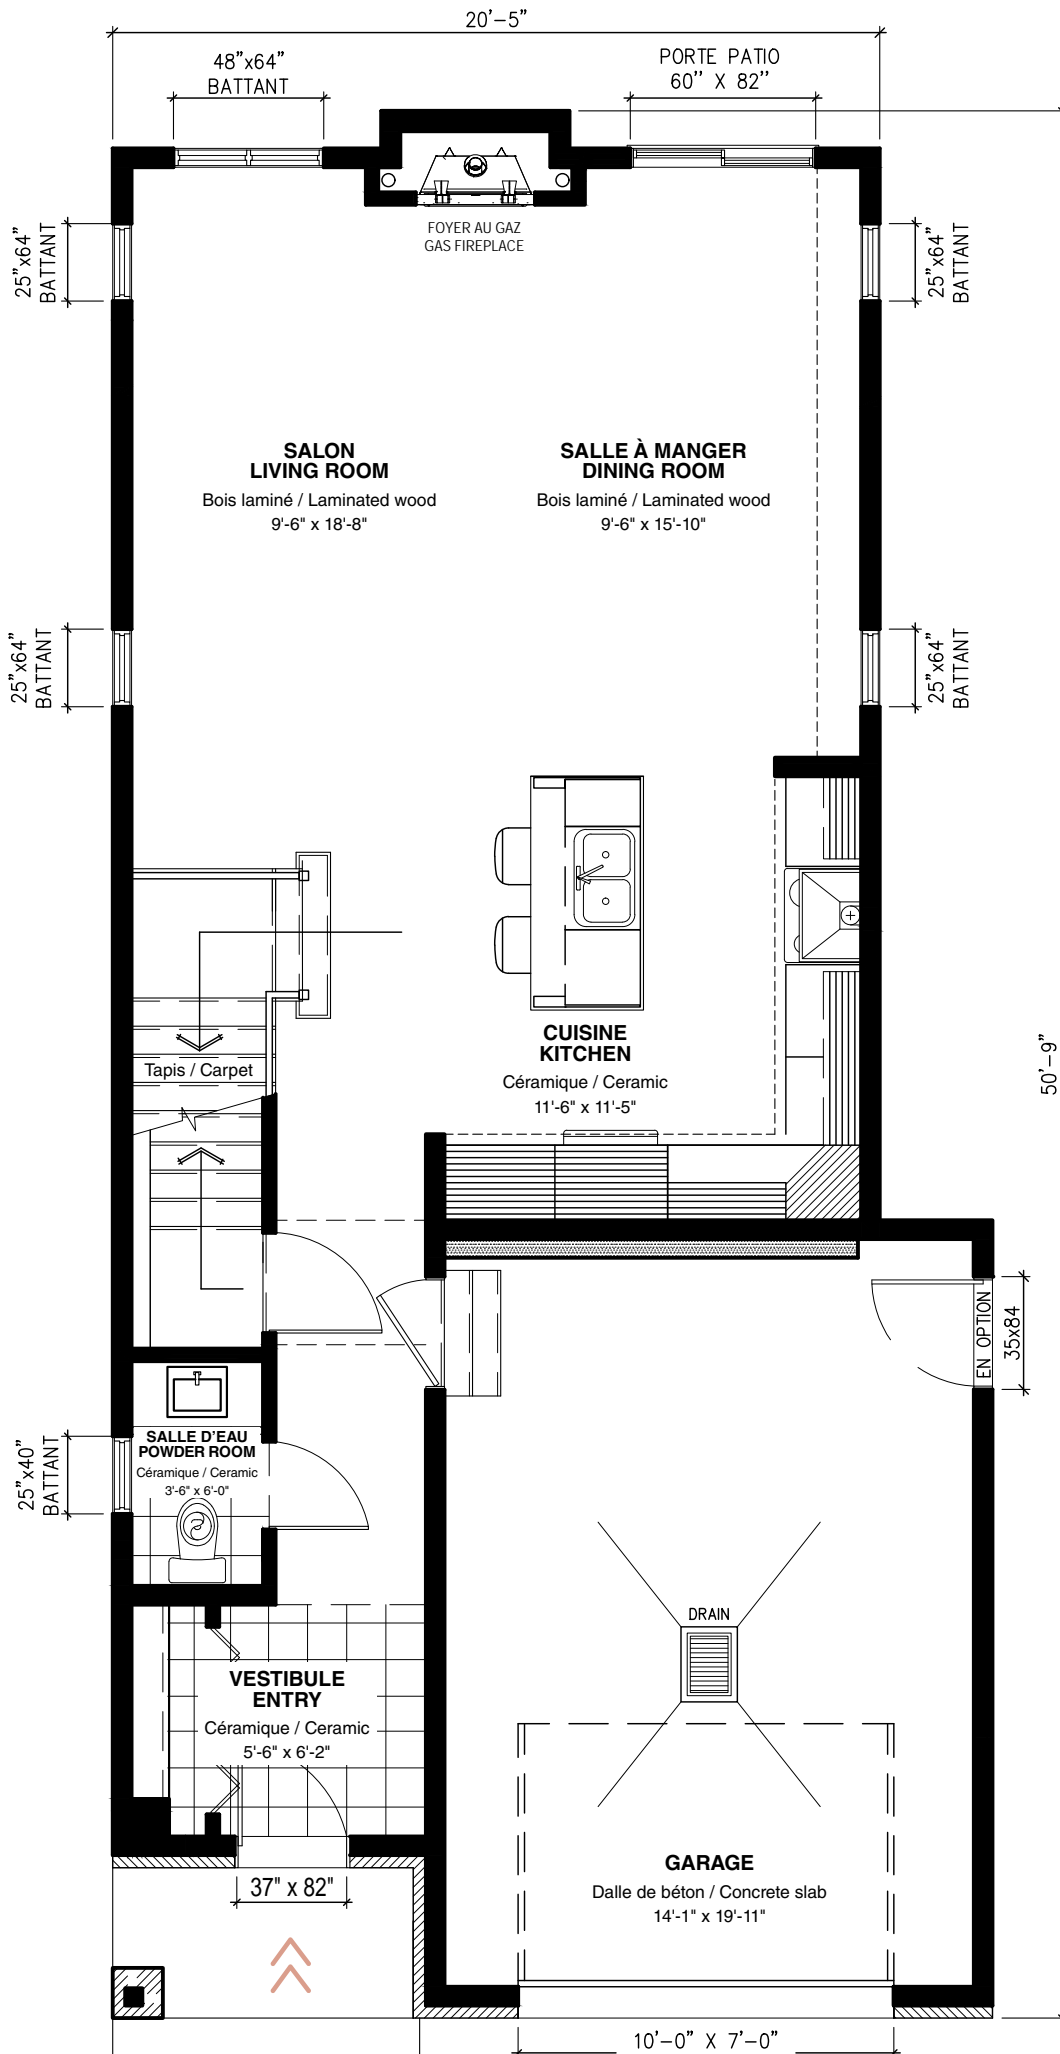 20'-5"
48"x64"
BATTANT
PORTE PATIO
60" X 82"
FOYER AU GAZ
GAS FIREPLACE
25"x64"
BATTANT
25"x64"
BATTANT
SALON
LIVING ROOM
Bois laminé / Laminated wood
9'-6" x 18'-8"
SALLE À MANGER
DINING ROOM
Bois laminé / Laminated wood
9'-6" x 15'-10"
25"x64"
BATTANT
25"x64"
BATTANT
CUISINE
KITCHEN
Céramique / Ceramic
11'-6" x 11'-5"
Tapis / Carpet
50'-9"
EN OPTION
35x84
SALLE D'EAU
POWDER ROOM
Céramique / Ceramic
3'-6" x 6'-0"
25"x40"
BATTANT
DRAIN
VESTIBULE
ENTRY
Céramique / Ceramic
5'-6" x 6'-2"
37" x 82"
GARAGE
Dalle de béton / Concrete slab
14'-1" x 19'-11"
10'-0" X 7'-0"